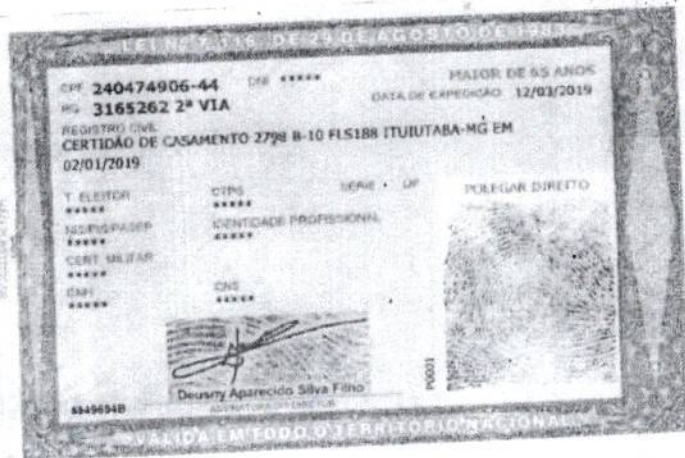 LEI Nº 7.116, DE 29 DE AGOSTO DE 1983
CPF 240474906-44 DNI ***** MAIOR DE 65 ANOS
RG 3165262 2ª VIA DATA DE EXPEDIÇÃO 12/03/2019
REGISTRO CIVIL
CERTIDÃO DE CASAMENTO 2798 B-10 FLS188 ITUIUTABA-MG EM
02/01/2019
T. ELEITOR CTPS SÉRIE UF POLEGAR DIREITO
***** *****
NIS/PIS/PASEP IDENTIDADE PROFISSIONAL
***** *****
CERT. MILITAR
*****
CNH CNS
***** *****
P0001
Deusny Aparecido Silva Filho
ASSINATURA DO DIRETOR
VÁLIDA EM TODO O TERRITÓRIO NACIONAL